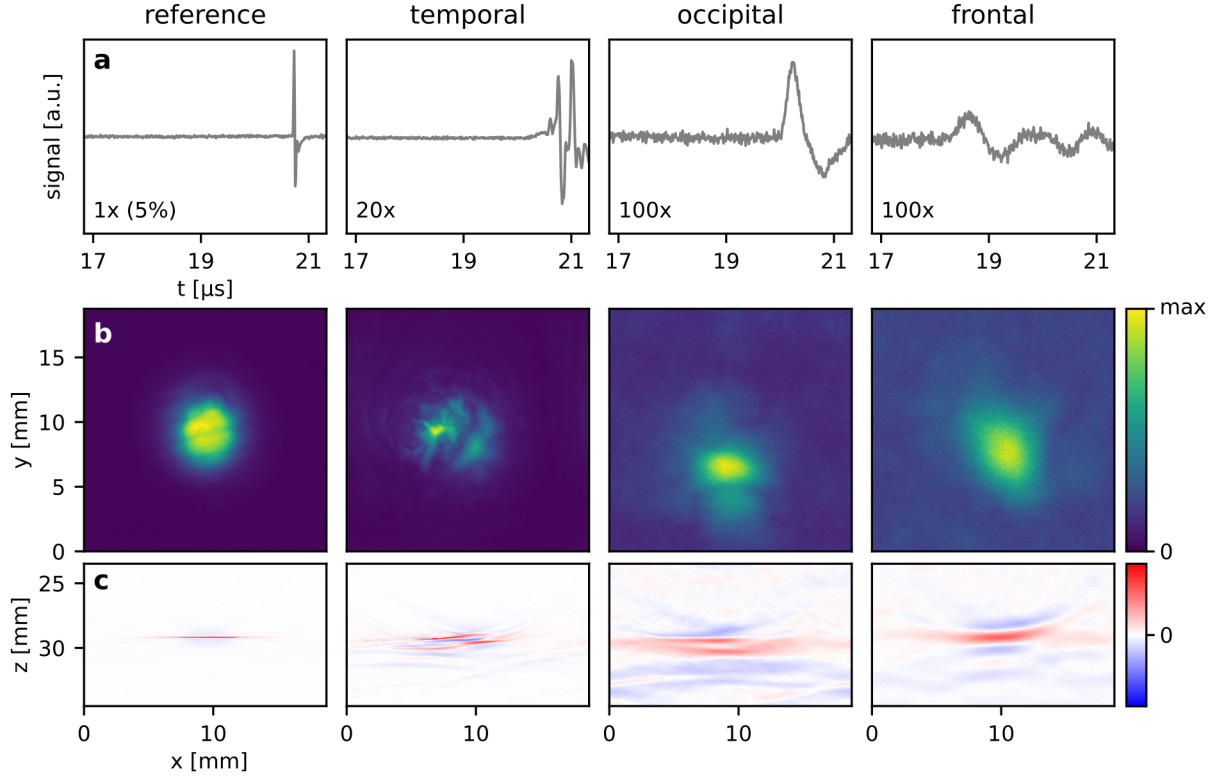 reference temporal occipital frontal
a
signal [a.u.]
1x (5%) 20x 100x 100x
17 19 21 17 19 21 17 19 21 17 19 21
t [µs]
b
y [mm]
15
10
5
0
max
0
c
z [mm]
25
30
0
0 10 0 10 0 10 0 10
x [mm]